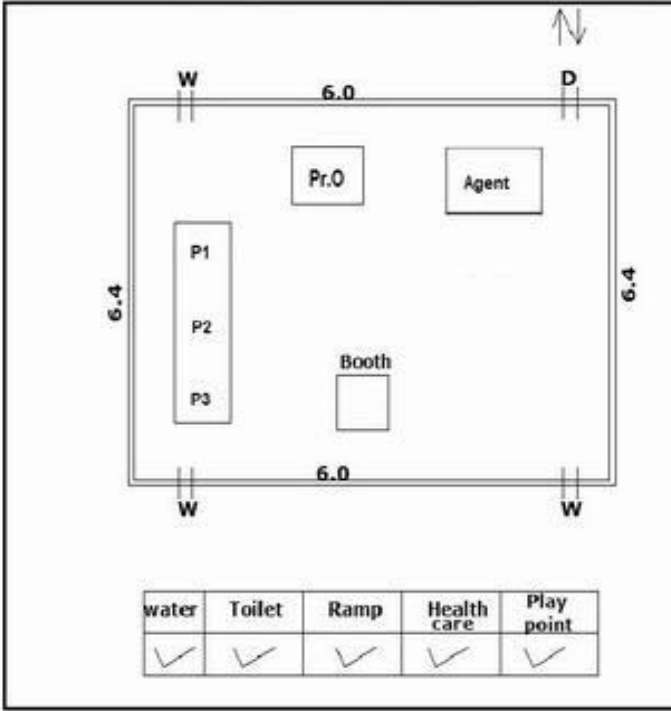 W
D
6.0
Pr.O
Agent
P1
6.4
6.4
P2
Booth
P3
6.0
W
W
water Toilet Ramp Health care Play point